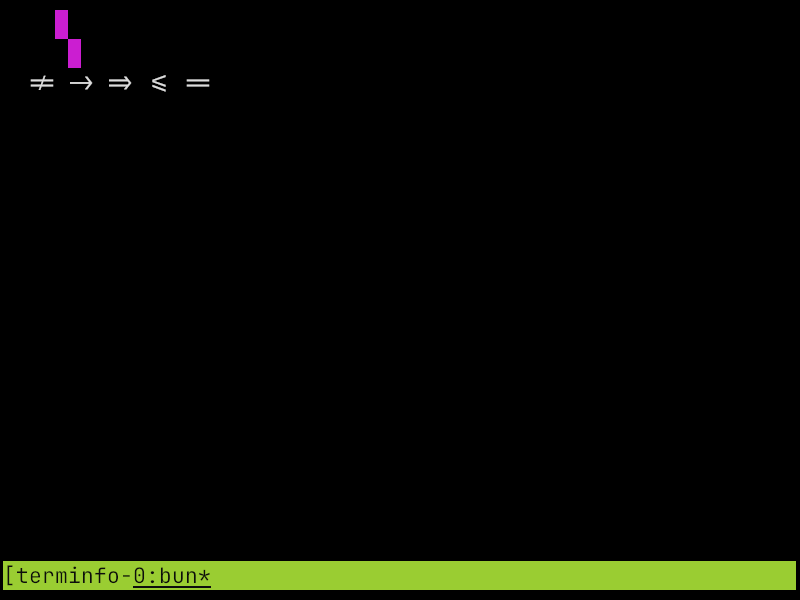 != -> => <= ==
[terminfo-0:bun*